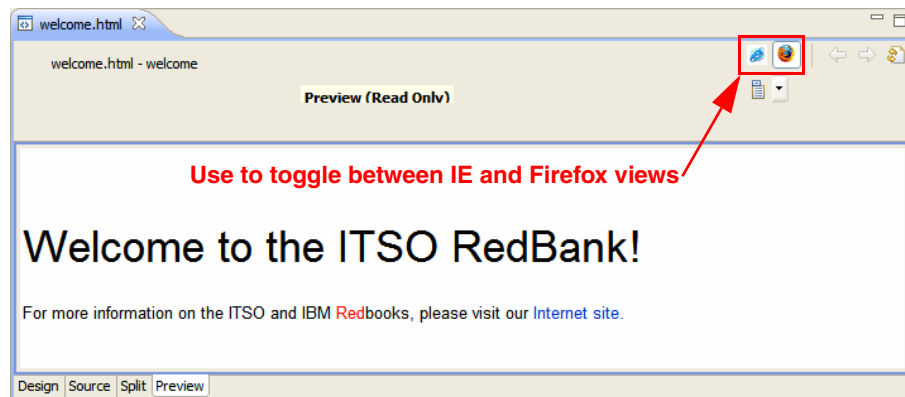 welcome.html
welcome.html - welcome
Preview (Read Only)
Use to toggle between IE and Firefox views
Welcome to the ITSO RedBank!
For more information on the ITSO and IBM Redbooks, please visit our Internet site.
Design Source Split Preview